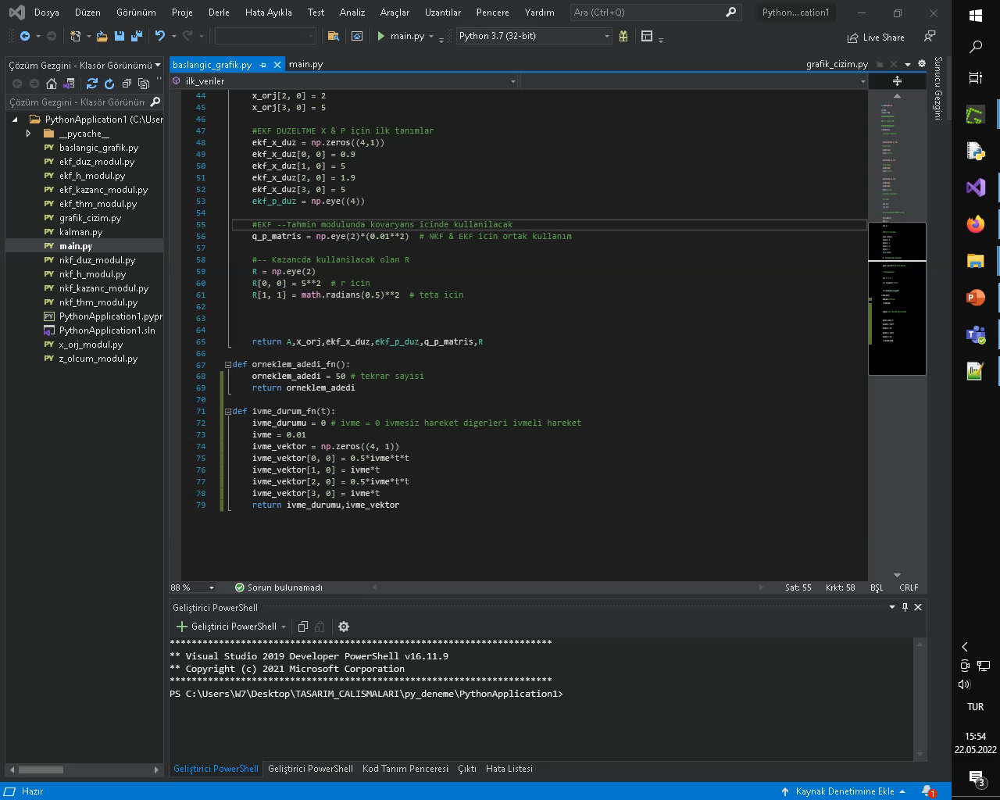 Dosya Düzen Görünüm Proje Derle Hata Ayıkla Test Analiz Araçlar Uzantılar Pencere Yardım Ara (Ctrl+Q) Python...cation1
main.py Python 3.7 (32-bit) Live Share
Çözüm Gezgini - Klasör Görünümü
Çözüm Gezgini - Klasör Görünüm
PythonApplication1 (C:\User
__pycache__
baslangic_grafik.py
ekf_duz_modul.py
ekf_h_modul.py
ekf_kazanc_modul.py
ekf_thm_modul.py
grafik_cizim.py
kalman.py
main.py
nkf_duz_modul.py
nkf_h_modul.py
nkf_kazanc_modul.py
nkf_thm_modul.py
PythonApplication1.pypr
PythonApplication1.sln
x_orj_modul.py
z_olcum_modul.py
baslangic_grafik.py main.py grafik_cizim.py
ilk_veriler
44 x_orj[2, 0] = 2
45 x_orj[3, 0] = 5
46
47 #EKF DUZELTME X & P için ilk tanımlar
48 ekf_x_duz = np.zeros((4,1))
49 ekf_x_duz[0, 0] = 0.9
50 ekf_x_duz[1, 0] = 5
51 ekf_x_duz[2, 0] = 1.9
52 ekf_x_duz[3, 0] = 5
53 ekf_p_duz = np.eye((4))
54
55 #EKF --Tahmin modulunda kovaryans icinde kullanilacak
56 q_p_matris = np.eye(2)*(0.01**2) # NKF & EKF icin ortak kullanım
57
58 #-- Kazancda kullanilacak olan R
59 R = np.eye(2)
60 R[0, 0] = 5**2 # r icin
61 R[1, 1] = math.radians(0.5)**2 # teta icin
62
63
64
65 return A,x_orj,ekf_x_duz,ekf_p_duz,q_p_matris,R
66
67 def orneklem_adedi_fn():
68 orneklem_adedi = 50 # tekrar sayisi
69 return orneklem_adedi
70
71 def ivme_durum_fn(t):
72 ivme_durumu = 0 # ivme = 0 ivmesiz hareket digerleri ivmeli hareket
73 ivme = 0.01
74 ivme_vektor = np.zeros((4, 1))
75 ivme_vektor[0, 0] = 0.5*ivme*t*t
76 ivme_vektor[1, 0] = ivme*t
77 ivme_vektor[2, 0] = 0.5*ivme*t*t
78 ivme_vektor[3, 0] = ivme*t
79 return ivme_durumu,ivme_vektor
88 % Sorun bulunamadı Sat: 55 Krkt: 58 BŞL CRLF
Geliştirici PowerShell
Geliştirici PowerShell
**********************************************************************
** Visual Studio 2019 Developer PowerShell v16.11.9
** Copyright (c) 2021 Microsoft Corporation
**********************************************************************
PS C:\Users\W7\Desktop\TASARIM_CALISMALARI\py_deneme\PythonApplication1>
Geliştirici PowerShell Geliştirici PowerShell Kod Tanım Penceresi Çıktı Hata Listesi
Hazır Kaynak Denetimine Ekle 1
Sunucu Gezgini
TUR
15:54
22.05.2022
3